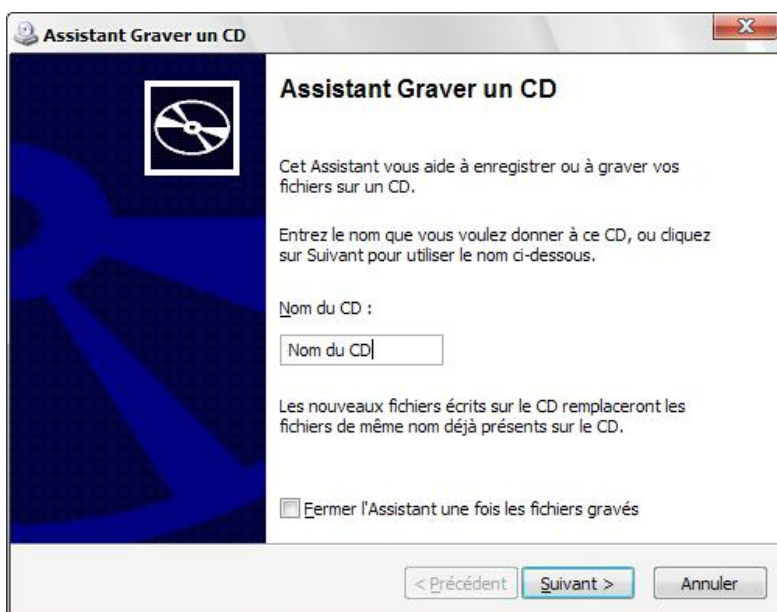 Assistant Graver un CD
Assistant Graver un CD
Cet Assistant vous aide à enregistrer ou à graver vos
fichiers sur un CD.
Entrez le nom que vous voulez donner à ce CD, ou cliquez
sur Suivant pour utiliser le nom ci-dessous.
Nom du CD :
Nom du CD
Les nouveaux fichiers écrits sur le CD remplaceront les
fichiers de même nom déjà présents sur le CD.
Fermer l'Assistant une fois les fichiers gravés
< Précédent Suivant > Annuler